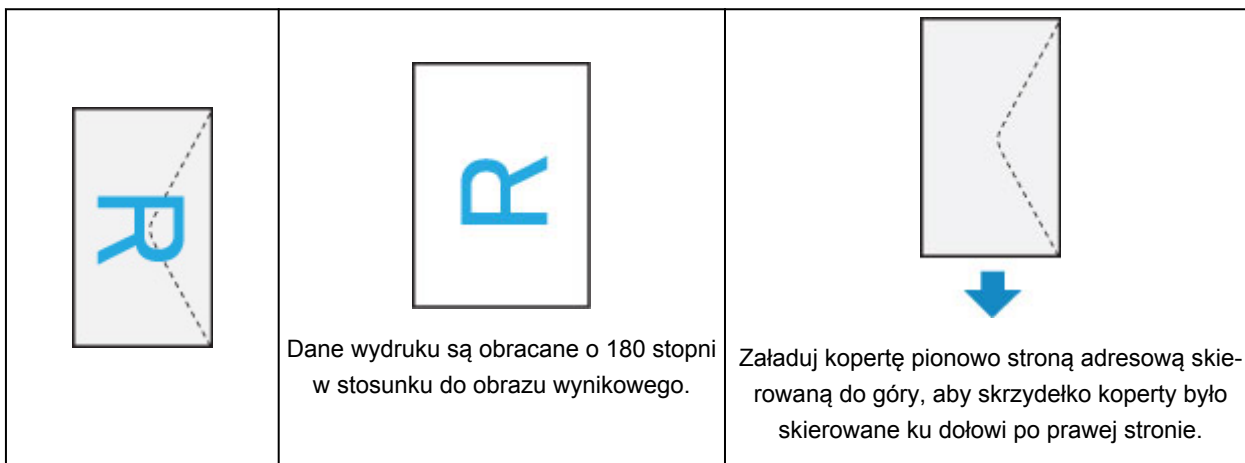 R
R
Dane wydruku są obracane o 180 stopni
w stosunku do obrazu wynikowego.
Załaduj kopertę pionowo stroną adresową skie-
rowaną do góry, aby skrzydełko koperty było
skierowane ku dołowi po prawej stronie.